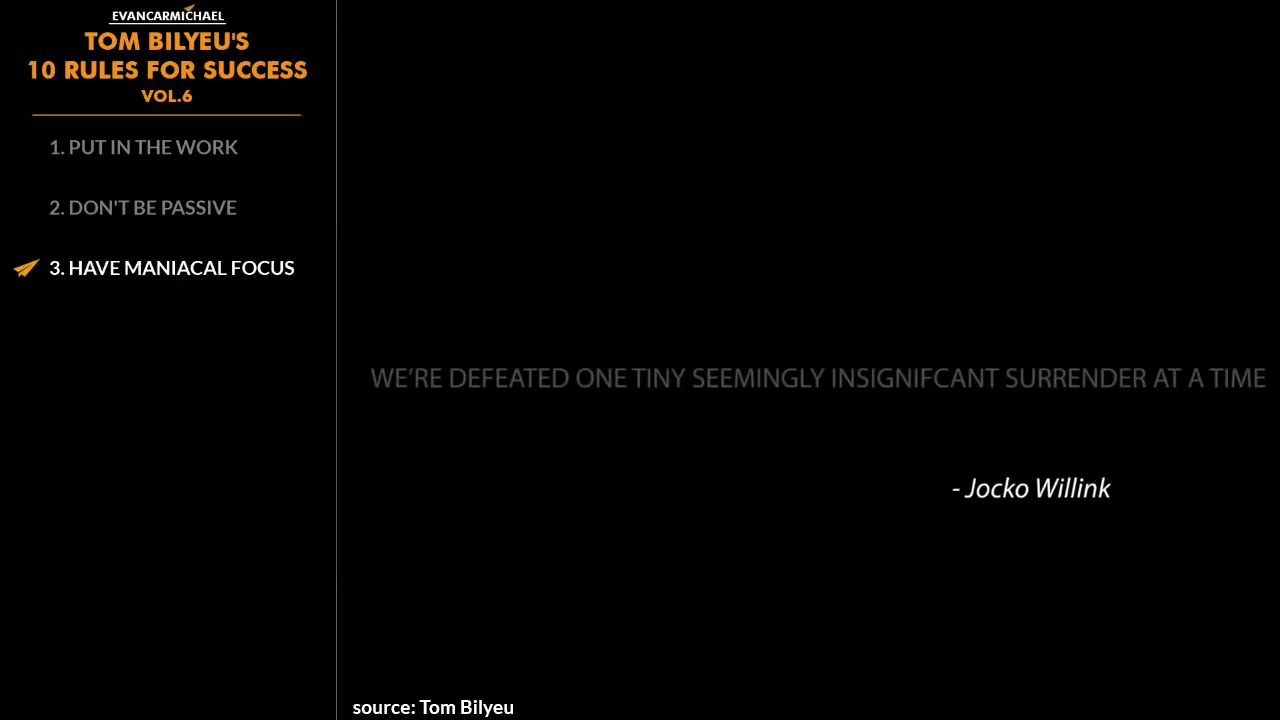 EVANCARMICHAEL
TOM BILYEU'S
10 RULES FOR SUCCESS
VOL.6
1. PUT IN THE WORK
2. DON'T BE PASSIVE
3. HAVE MANIACAL FOCUS
WE’RE DEFEATED ONE TINY SEEMINGLY INSIGNIFCANT SURRENDER AT A TIME
- Jocko Willink
source: Tom Bilyeu